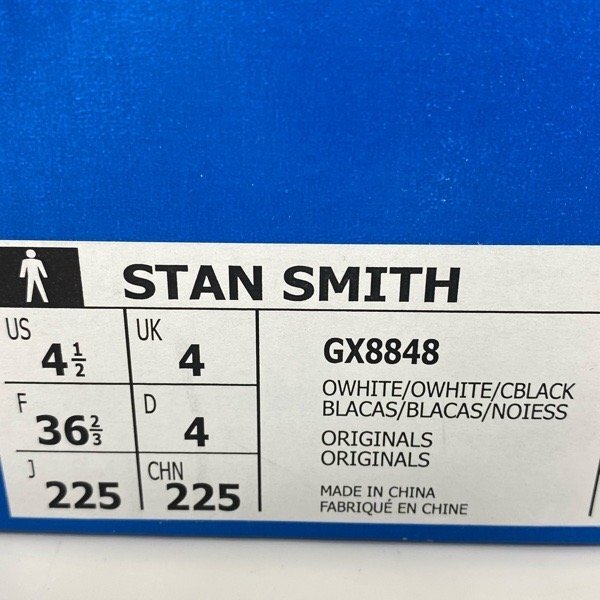 STAN SMITH
US 4½ UK 4
F 36⅔ D 4
J 225 CHN 225
GX8848
OWHITE/OWHITE/CBLACK
BLACAS/BLACAS/NOIESS
ORIGINALS
ORIGINALS
MADE IN CHINA
FABRIQUÉ EN CHINE